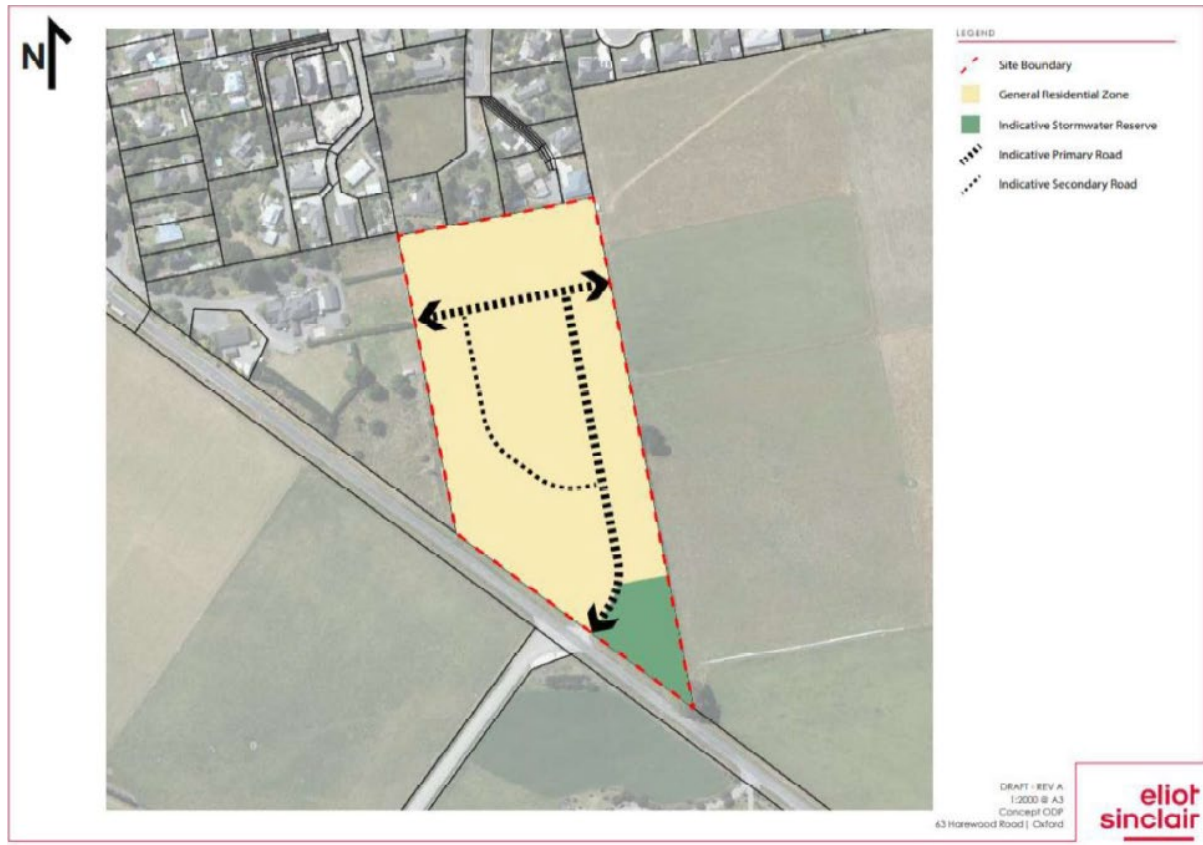 N
LEGEND
Site Boundary
General Residential Zone
Indicative Stormwater Reserve
Indicative Primary Road
Indicative Secondary Road
DRAFT - REV A
1:2000 @ A3
Concept ODP
63 Harewood Road | Oxford
eliot
sinclair